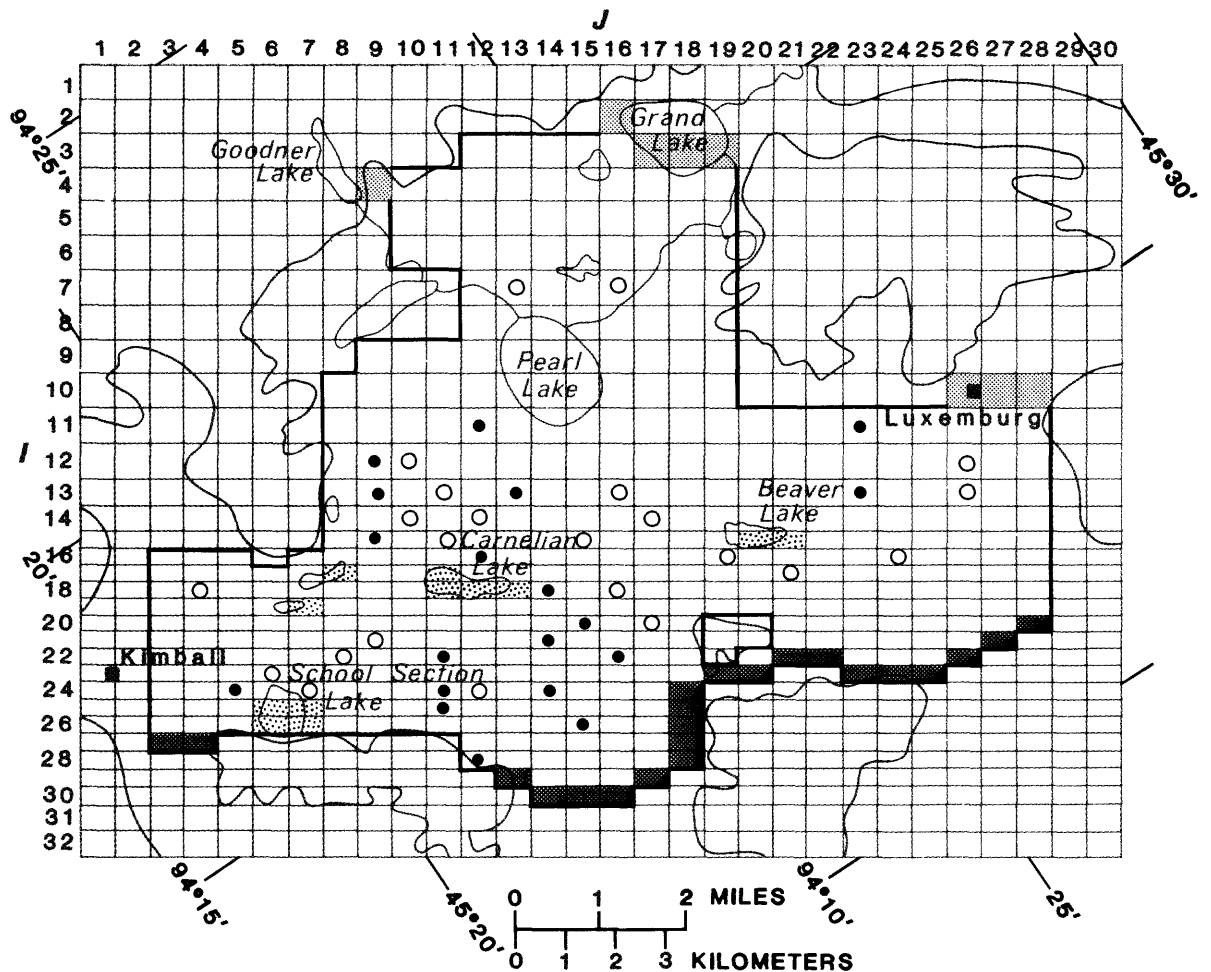 J
1 2 3 4 5 6 7 8 9 10 11 12 13 14 15 16 17 18 19 20 21 22 23 24 25 26 27 28 29 30
1
2
Grand
94°25′
3
Goodner
Lake
45°30′
4
Lake
5
6
7
8
9
Pearl
10
Lake
11
Luxemburg
I
12
13
Beaver
14
Lake
Carnelian
16
Lake
20′
18
20
22
Kimball
School Section
24
Lake
26
28
30
31
32
94°15′
45°20′
94°10′
25′
0 1 2 MILES
0 1 2 3 KILOMETERS